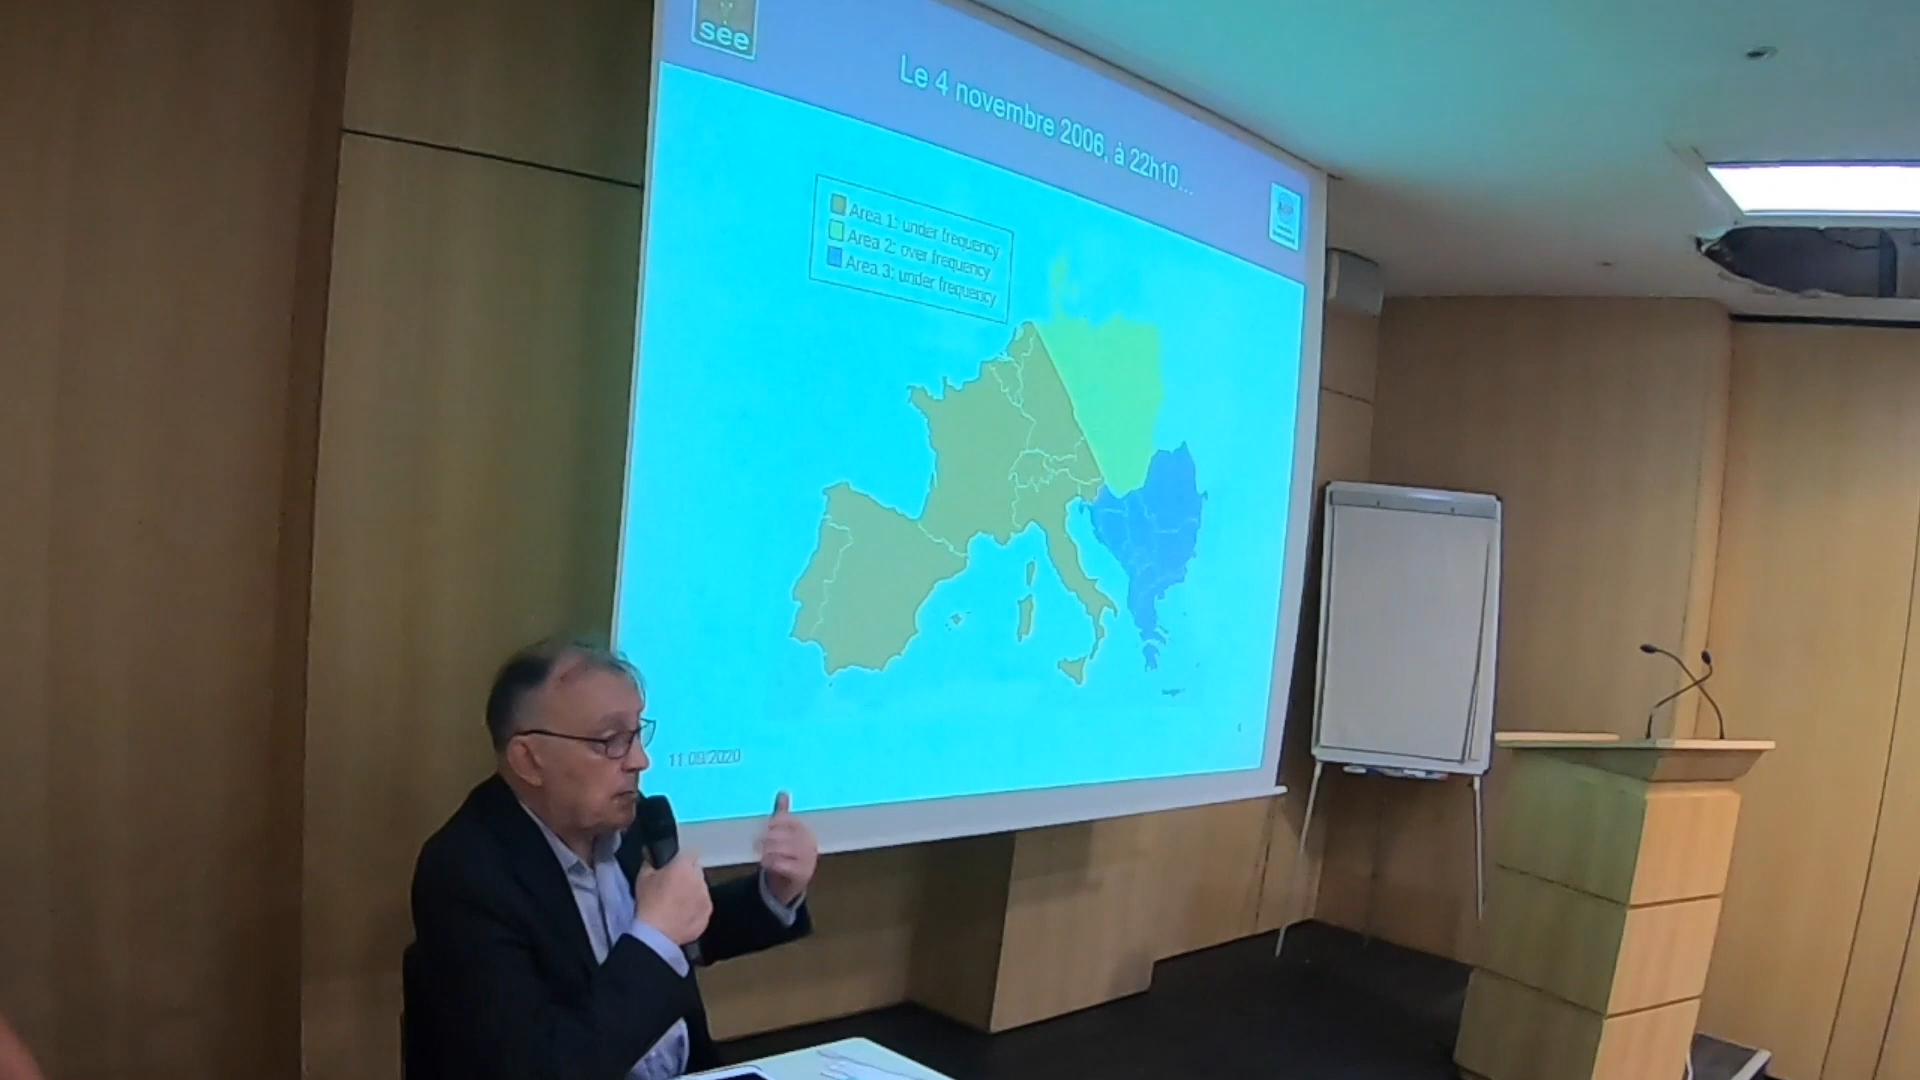 see
Le 4 novembre 2006, à 22h10...
Area 1: under frequency
Area 2: over frequency
Area 3: under frequency
11/09/2020